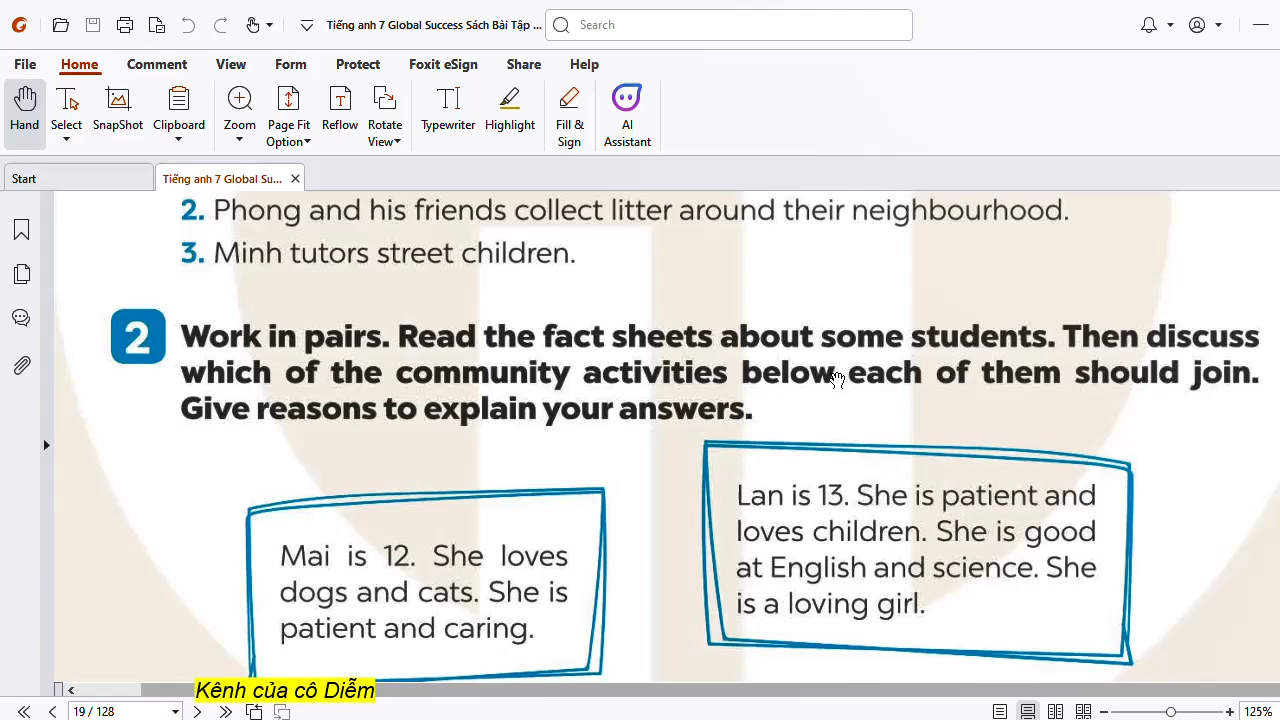 Tiếng anh 7 Global Success Sách Bài Tập ...
Search
File Home Comment View Form Protect Foxit eSign Share Help
Hand Select SnapShot Clipboard Zoom Page Fit Option Reflow Rotate View Typewriter Highlight Fill & Sign AI Assistant
Start Tiếng anh 7 Global Su...
2. Phong and his friends collect litter around their neighbourhood.
3. Minh tutors street children.
2 Work in pairs. Read the fact sheets about some students. Then discuss
which of the community activities below each of them should join.
Give reasons to explain your answers.
Mai is 12. She loves
dogs and cats. She is
patient and caring.
Lan is 13. She is patient and
loves children. She is good
at English and science. She
is a loving girl.
Kênh của cô Diễm
19 / 128
125%